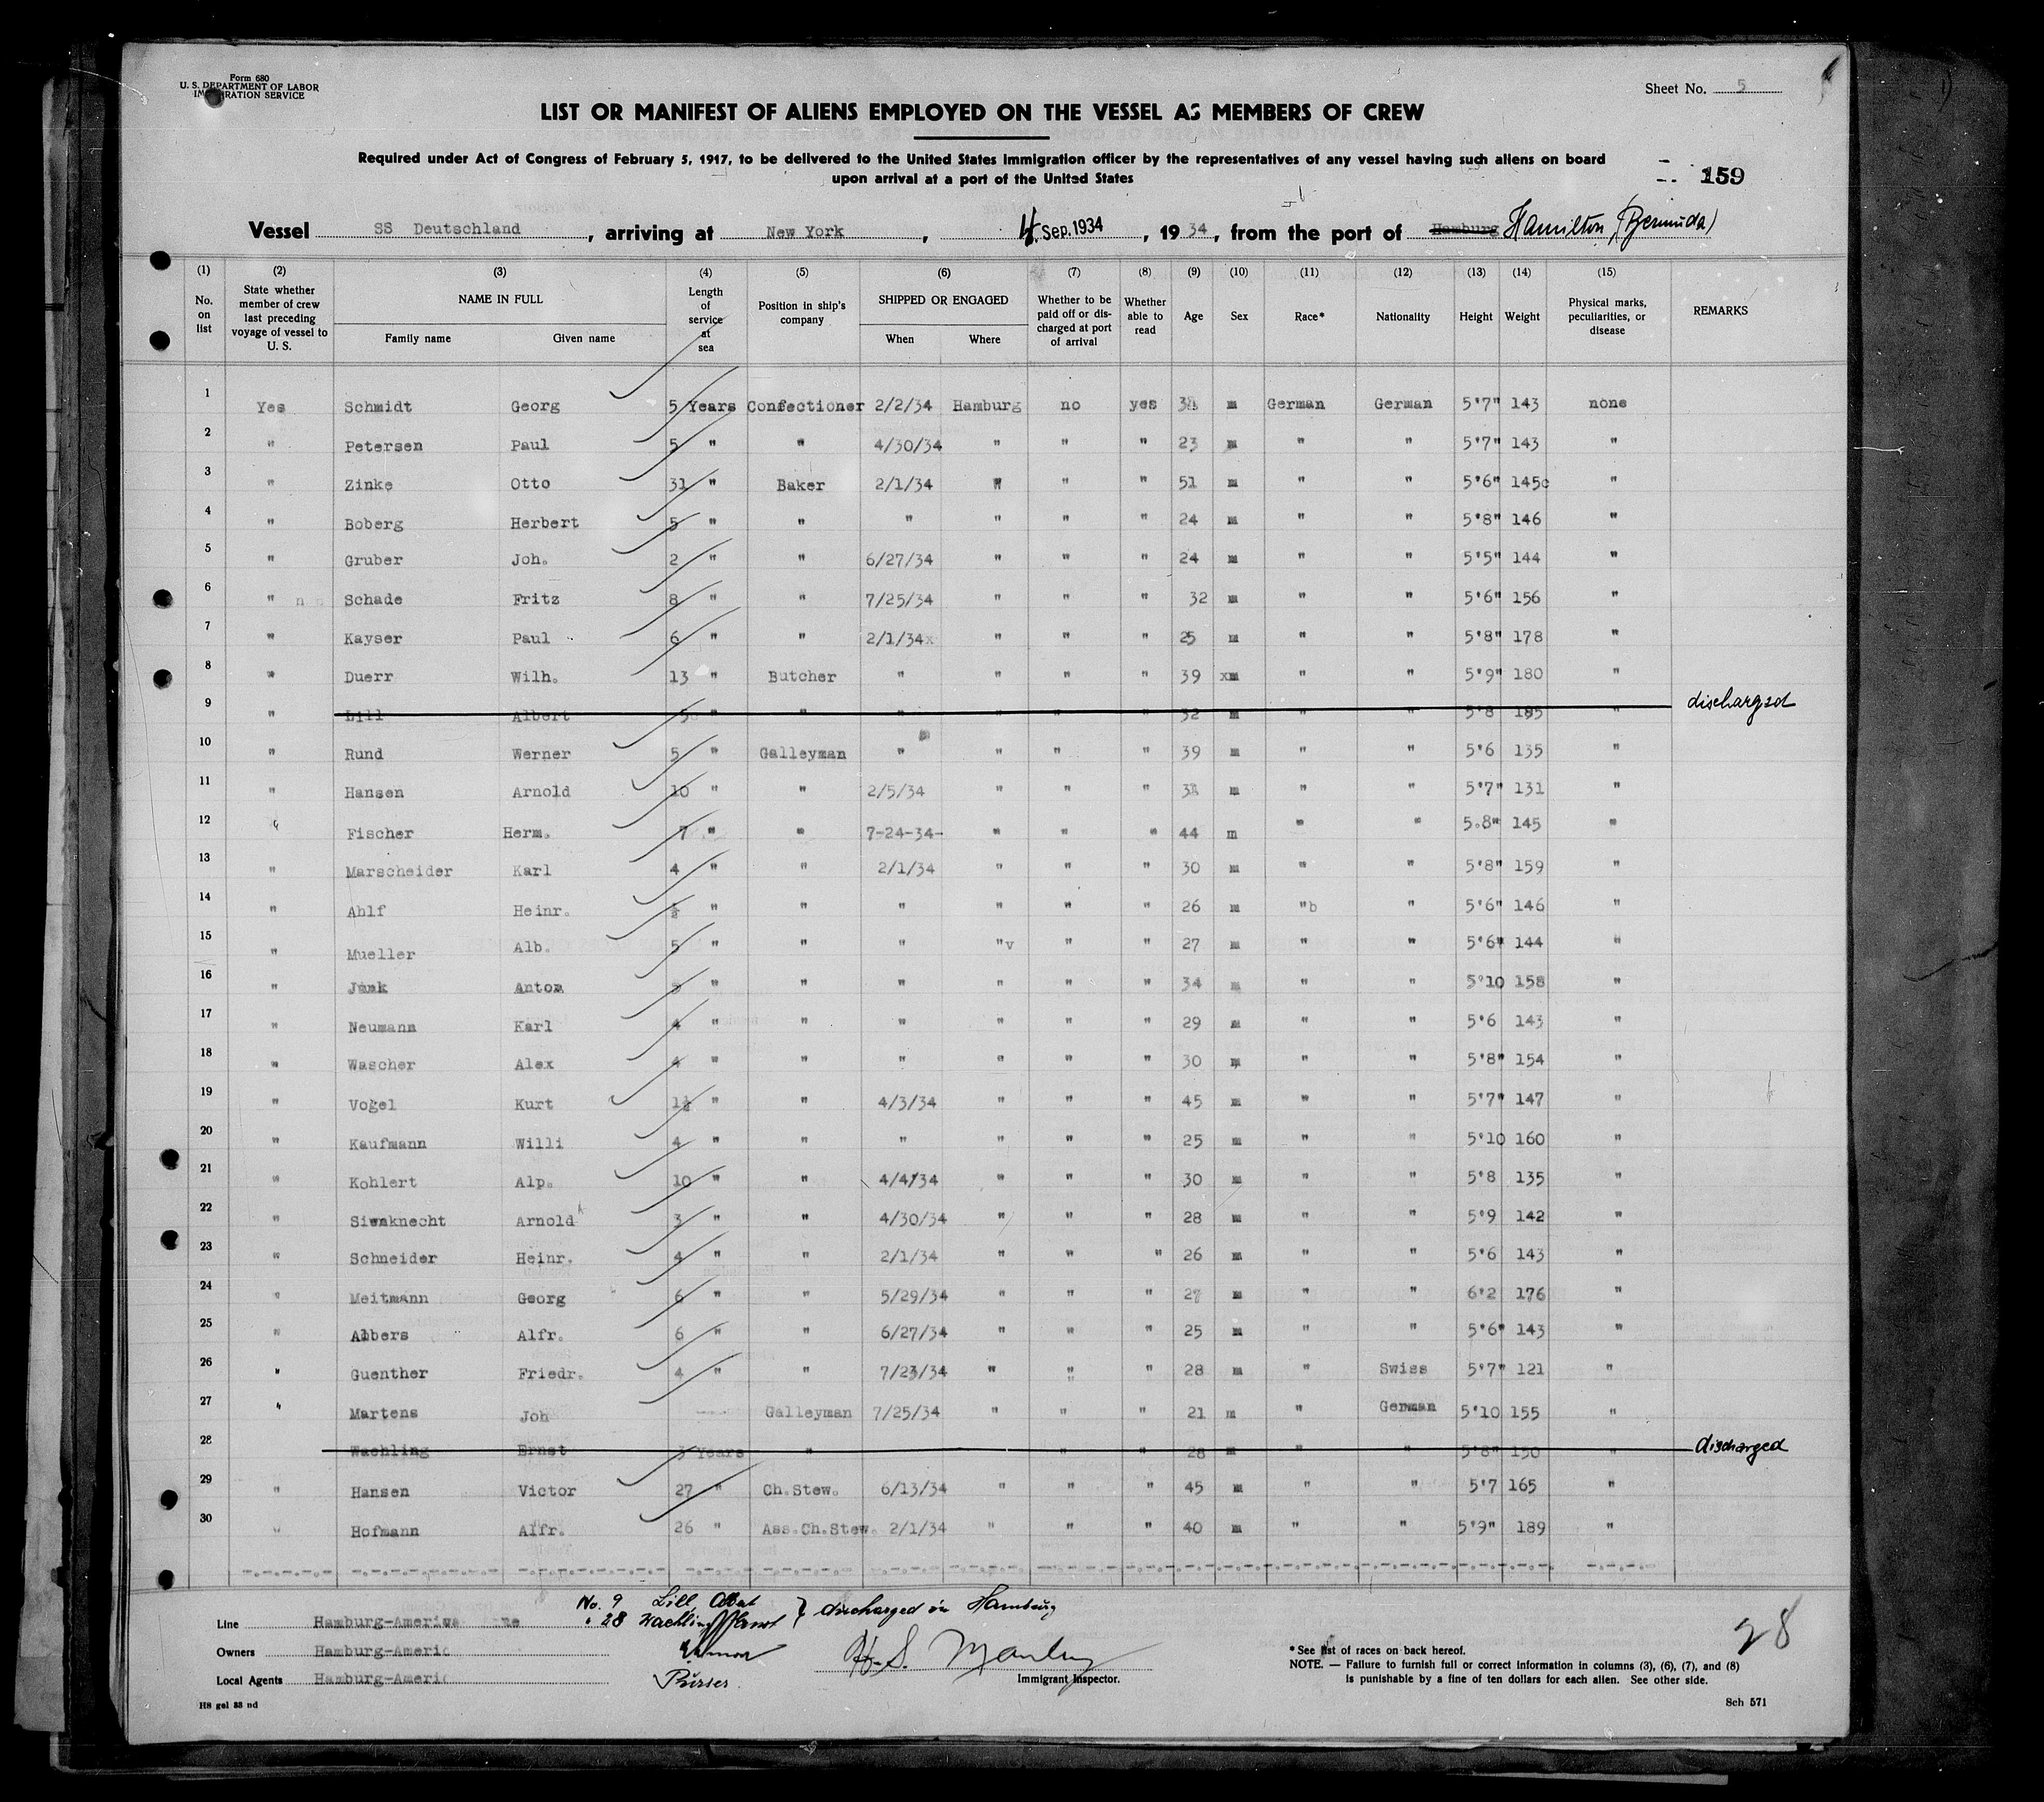 Form 680
U. S. DEPARTMENT OF LABOR
IMMIGRATION SERVICE
Sheet No. 5
LIST OR MANIFEST OF ALIENS EMPLOYED ON THE VESSEL AS MEMBERS OF CREW
Required under Act of Congress of February 5, 1917, to be delivered to the United States immigration officer by the representatives of any vessel having such aliens on board
upon arrival at a port of the United States
159
Vessel SS Deutschland , arriving at New York , 4. Sep. 1934 , 19 34 , from the port of Hamburg Hamilton (Bermuda)
(1) (2) (3) (4) (5) (6) (7) (8) (9) (10) (11) (12) (13) (14) (15)
No. on list State whether member of crew last preceding voyage of vessel to U. S. NAME IN FULL Family name Given name Length of service at sea Position in ship's company SHIPPED OR ENGAGED When Where Whether to be paid off or discharged at port of arrival Whether able to read Age Sex Race* Nationality Height Weight Physical marks, peculiarities, or disease REMARKS
1 Yes Schmidt Georg 5 Years Confectioner 2/2/34 Hamburg no yes m German German 5'7" 143 none
2 " Petersen Paul 5 " " 4/30/34 " " " 23 m " " 5'7" 143 "
3 " Zinke Otto 31 " Baker 2/1/34 " " " 51 m " " 5'6" 145c "
4 " Boberg Herbert 5 " " " " " " 24 m " " 5'8" 146 "
5 " Gruber Joh. 2 " " 6/27/34 " " " 24 m " " 5'5" 144 "
6 " Schade Fritz 8 " " 7/25/34 " " " 32 m " " 5'6" 156 "
7 " Kayser Paul 6 " " 2/1/34x " " " 25 m " " 5'8" 178 "
8 " Duerr Wilh. 13 " Butcher " " " " 39 xm " " 5'9" 180 "
9 " Lill Albert 5 " " " " " " 32 m " " 5'8 185 " discharged
10 " Rund Werner 5 " Galleyman " " " " 39 m " " 5'6 135 "
11 " Hansen Arnold 10 " " 2/5/34 " " " m " " 5'7" 131 "
12 " Fischer Herm. 7 " " 7-24-34- " " " 44 m " " 5.8" 145 "
13 " Marscheider Karl 4 " " 2/1/34 " " " 30 m " " 5'8" 159 "
14 " Ahlf Heinr. ½ " " " " " " 26 m "b " 5'6" 146 "
15 " Mueller Alb. 5 " " " "v " " 27 m " " 5'6" 144 "
16 " Junk Anton " " " " " " 34 m " " 5'10 158 "
17 " Neumann Karl 4 " " " " " " 29 m " " 5'6 143 "
18 " Wascher Alex 4 " " " " " " 30 m " " 5'8" 154 "
19 " Vogel Kurt 1½ " " 4/3/34 " " " 45 m " " 5'7" 147 "
20 " Kaufmann Willi 4 " " " " " " 25 m " " 5'10 160 "
21 " Kohlert Alp. 10 " " 4/4/34 " " " 30 m " " 5'8 135 "
22 " Arnold 3 " " 4/30/34 " " " 28 m " " 5'9 142 "
23 " Schneider Heinr. 4 " " 2/1/34 " " " 26 m " " 5'6 143 "
24 " Meitmann Georg 6 " " 5/29/34 " " " 27 m " " 6'2 176 "
25 " Albers Alfr. 6 " " 6/27/34 " " " 25 m " " 5'6" 143 "
26 " Guenther Friedr. 4 " " 7/23/34 " " " 28 m " Swiss 5'7" 121 "
27 " Martens Joh ---- Galleyman 7/25/34 " " " 21 m " German 5'10 155 "
28 Wachling Ernst 3 Years " " " 28 m " " 5'8" 150 " discharged
29 " Hansen Victor 27 " Ch.Stew. 6/13/34 " " " 45 m " " 5'7 165 "
30 " Hofmann Alfr. 26 " Ass.Ch.Stew. 2/1/34 " " " 40 m " " 5'9" 189 "
No. 9 Lill, Albert } discharged in Hamburg
" 28 Wachling Ernst
Line Hamburg-America
Owners Hamburg-Ameri
Local Agents Hamburg-Ameri
H. S. Manley
Immigrant Inspector.
* See list of races on back hereof.
NOTE. — Failure to furnish full or correct information in columns (3), (6), (7), and (8)
is punishable by a fine of ten dollars for each alien. See other side.
28
H8 gel 33 nd
Sch 571